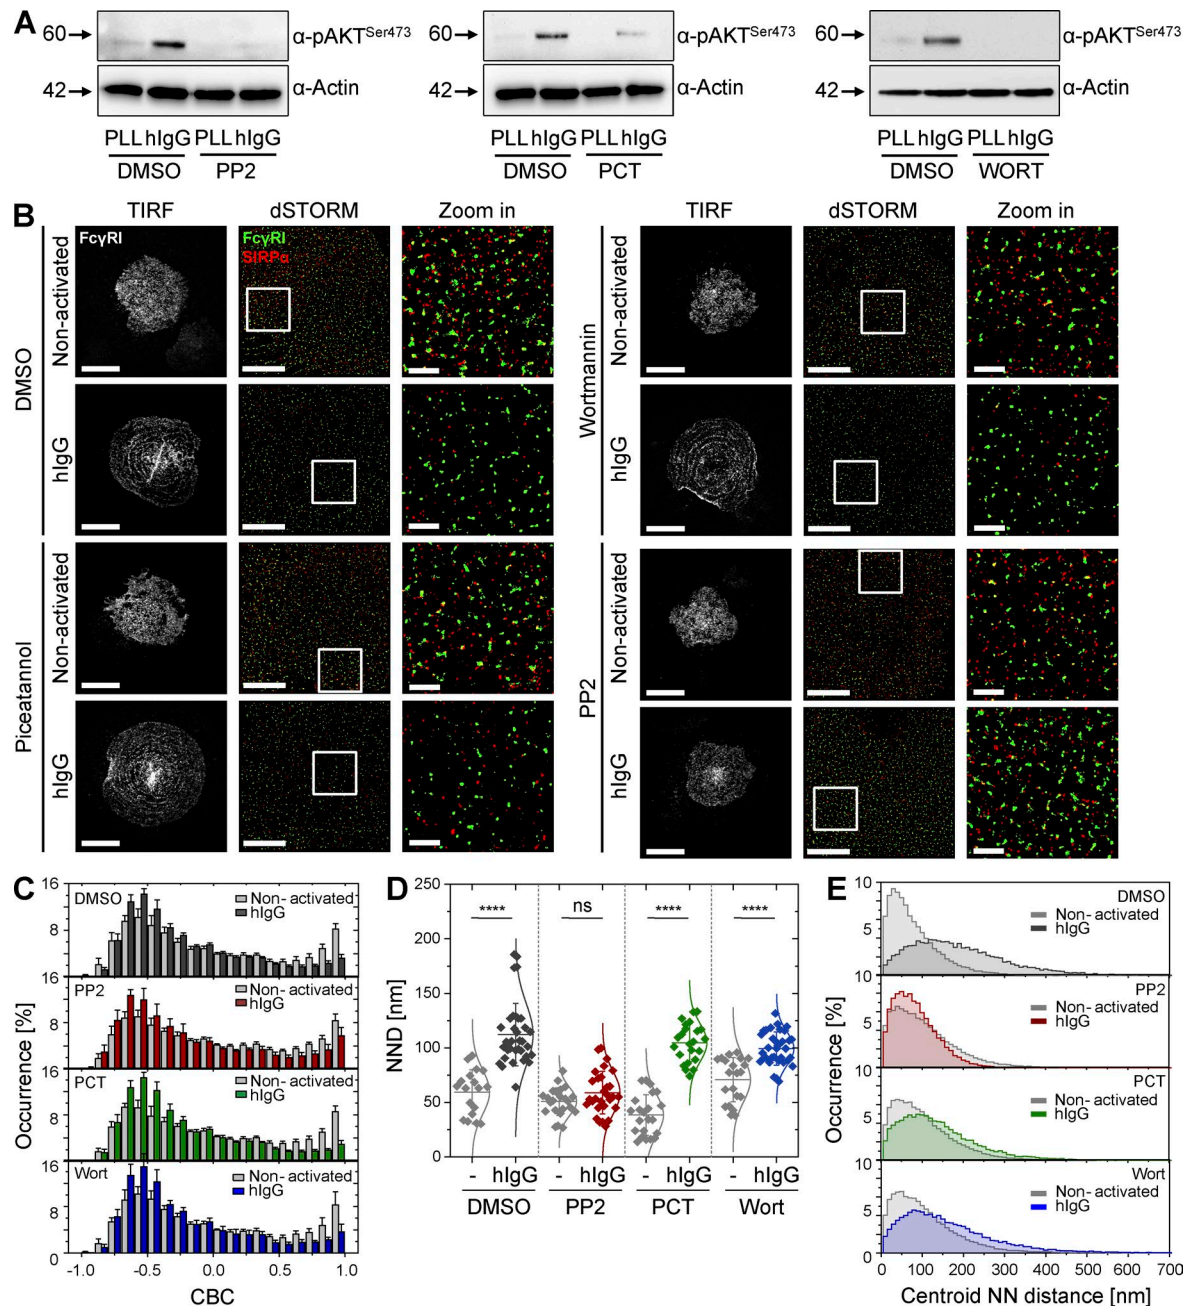 A
60 α-pAKTSer473
42 α-Actin
PLL hIgG PLL hIgG
DMSO PP2
60 α-pAKTSer473
42 α-Actin
PLL hIgG PLL hIgG
DMSO PCT
60 α-pAKTSer473
42 α-Actin
PLL hIgG PLL hIgG
DMSO WORT
B
TIRF dSTORM Zoom in
FcγRI
FcγRI
SIRPα
DMSO
Non-activated
hIgG
Piceatannol
Non-activated
hIgG
TIRF dSTORM Zoom in
Wortmannin
Non-activated
hIgG
PP2
Non-activated
hIgG
C
Occurrence [%]
16
8
DMSO
Non-activated
hIgG
16
8
PP2
Non-activated
hIgG
16
8
PCT
Non-activated
hIgG
16
8
0
Wort
Non-activated
hIgG
-1.0 -0.5 0.0 0.5 1.0
CBC
D
NND [nm]
250
200
150
100
50
0
**** ns **** ****
- hIgG - hIgG - hIgG - hIgG
DMSO PP2 PCT Wort
E
Occurrence [%]
10
5
DMSO
Non-activated
hIgG
10
5
PP2
Non-activated
hIgG
10
5
PCT
Non-activated
hIgG
10
5
0
Wort
Non-activated
hIgG
0 100 200 300 400 500 600 700
Centroid NN distance [nm]